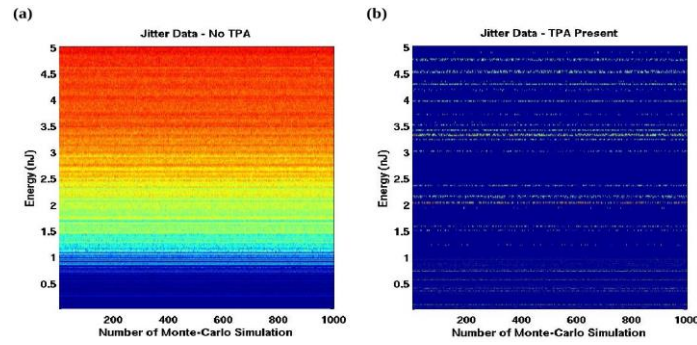 (a)
Jitter Data - No TPA
5
4.5
4
3.5
3
2.5
2
1.5
1
0.5
Energy (nJ)
200 400 600 800 1000
Number of Monte-Carlo Simulation
(b)
Jitter Data - TPA Present
5
4.5
4
3.5
3
2.5
2
1.5
1
0.5
Energy (nJ)
200 400 600 800 1000
Number of Monte-Carlo Simulation